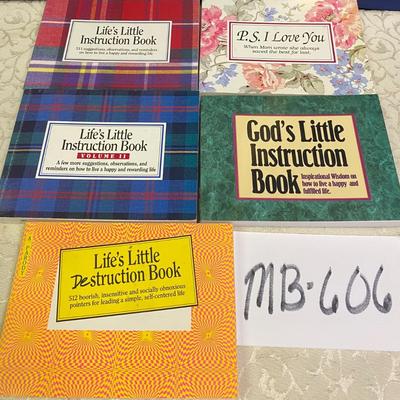 Life's Little
Instruction Book
511 suggestions, observations, and reminders
on how to live a happy and rewarding life
P.S. I Love You
When Mom wrote she always
saved the best for last.
Life's Little
Instruction Book
VOLUME II
A few more suggestions, observations, and
reminders on how to live a happy and rewarding life
God's Little
Instruction
Book
Inspirational Wisdom on
how to live a happy and
fulfilled life.
A PARODY
Life's Little
Destruction Book
512 boorish, insensitive and socially obnoxious
pointers for leading a simple, self-centered life
MB-606